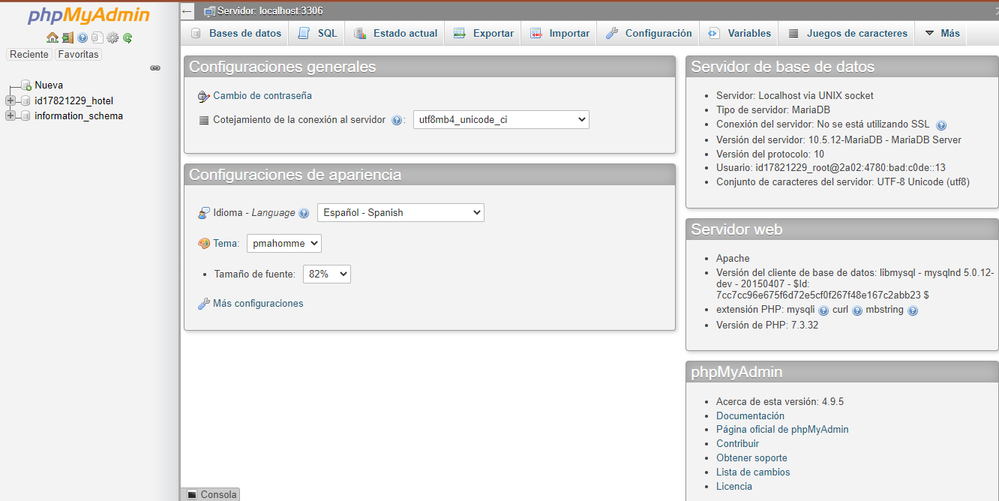 phpMyAdmin
Reciente Favoritas
Nueva
id17821229_hotel
information_schema
Servidor: localhost:3306
Bases de datos SQL Estado actual Exportar Importar Configuración Variables Juegos de caracteres Más
Configuraciones generales
Cambio de contraseña
Cotejamiento de la conexión al servidor : utf8mb4_unicode_ci
Configuraciones de apariencia
Idioma - Language Español - Spanish
Tema: pmahomme
Tamaño de fuente: 82%
Más configuraciones
Servidor de base de datos
Servidor: Localhost via UNIX socket
Tipo de servidor: MariaDB
Conexión del servidor: No se está utilizando SSL
Versión del servidor: 10.5.12-MariaDB - MariaDB Server
Versión del protocolo: 10
Usuario: id17821229_root@2a02:4780:bad:c0de::13
Conjunto de caracteres del servidor: UTF-8 Unicode (utf8)
Servidor web
Apache
Versión del cliente de base de datos: libmysql - mysqlnd 5.0.12-
dev - 20150407 - $Id:
7cc7cc96e675f6d72e5cf0f267f48e167c2abb23 $
extensión PHP: mysqli curl mbstring
Versión de PHP: 7.3.32
phpMyAdmin
Acerca de esta versión: 4.9.5
Documentación
Página oficial de phpMyAdmin
Contribuir
Obtener soporte
Lista de cambios
Licencia
Consola